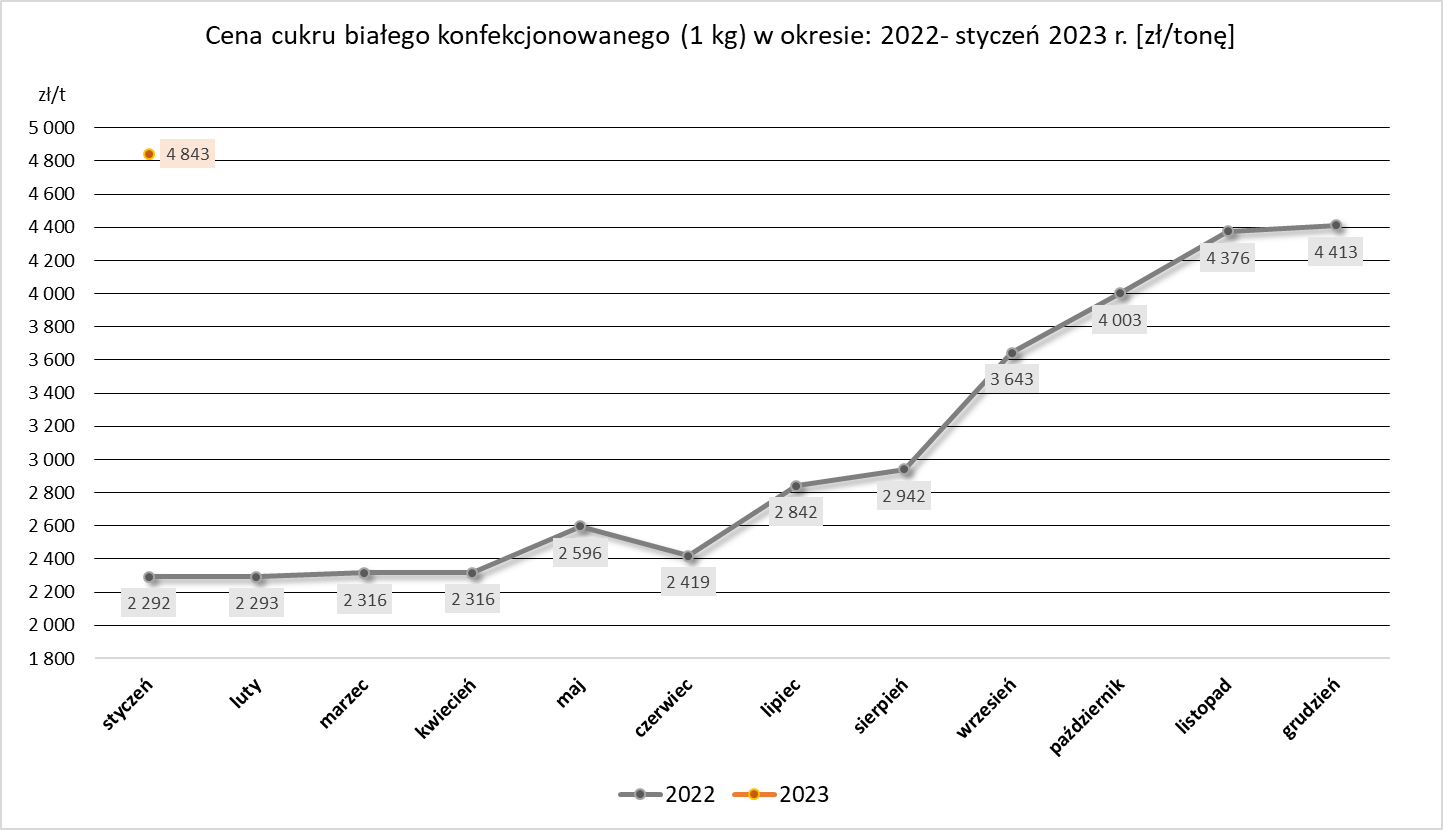 Cena cukru białego konfekcjonowanego (1 kg) w okresie: 2022- styczeń 2023 r. [zł/tonę]
zł/t
5 000
4 800
4 600
4 400
4 200
4 000
3 800
3 600
3 400
3 200
3 000
2 800
2 600
2 400
2 200
2 000
1 800
4 843
2 292
2 293
2 316
2 316
2 596
2 419
2 842
2 942
3 643
4 003
4 376
4 413
styczeń
luty
marzec
kwiecień
maj
czerwiec
lipiec
sierpień
wrzesień
październik
listopad
grudzień
2022 2023